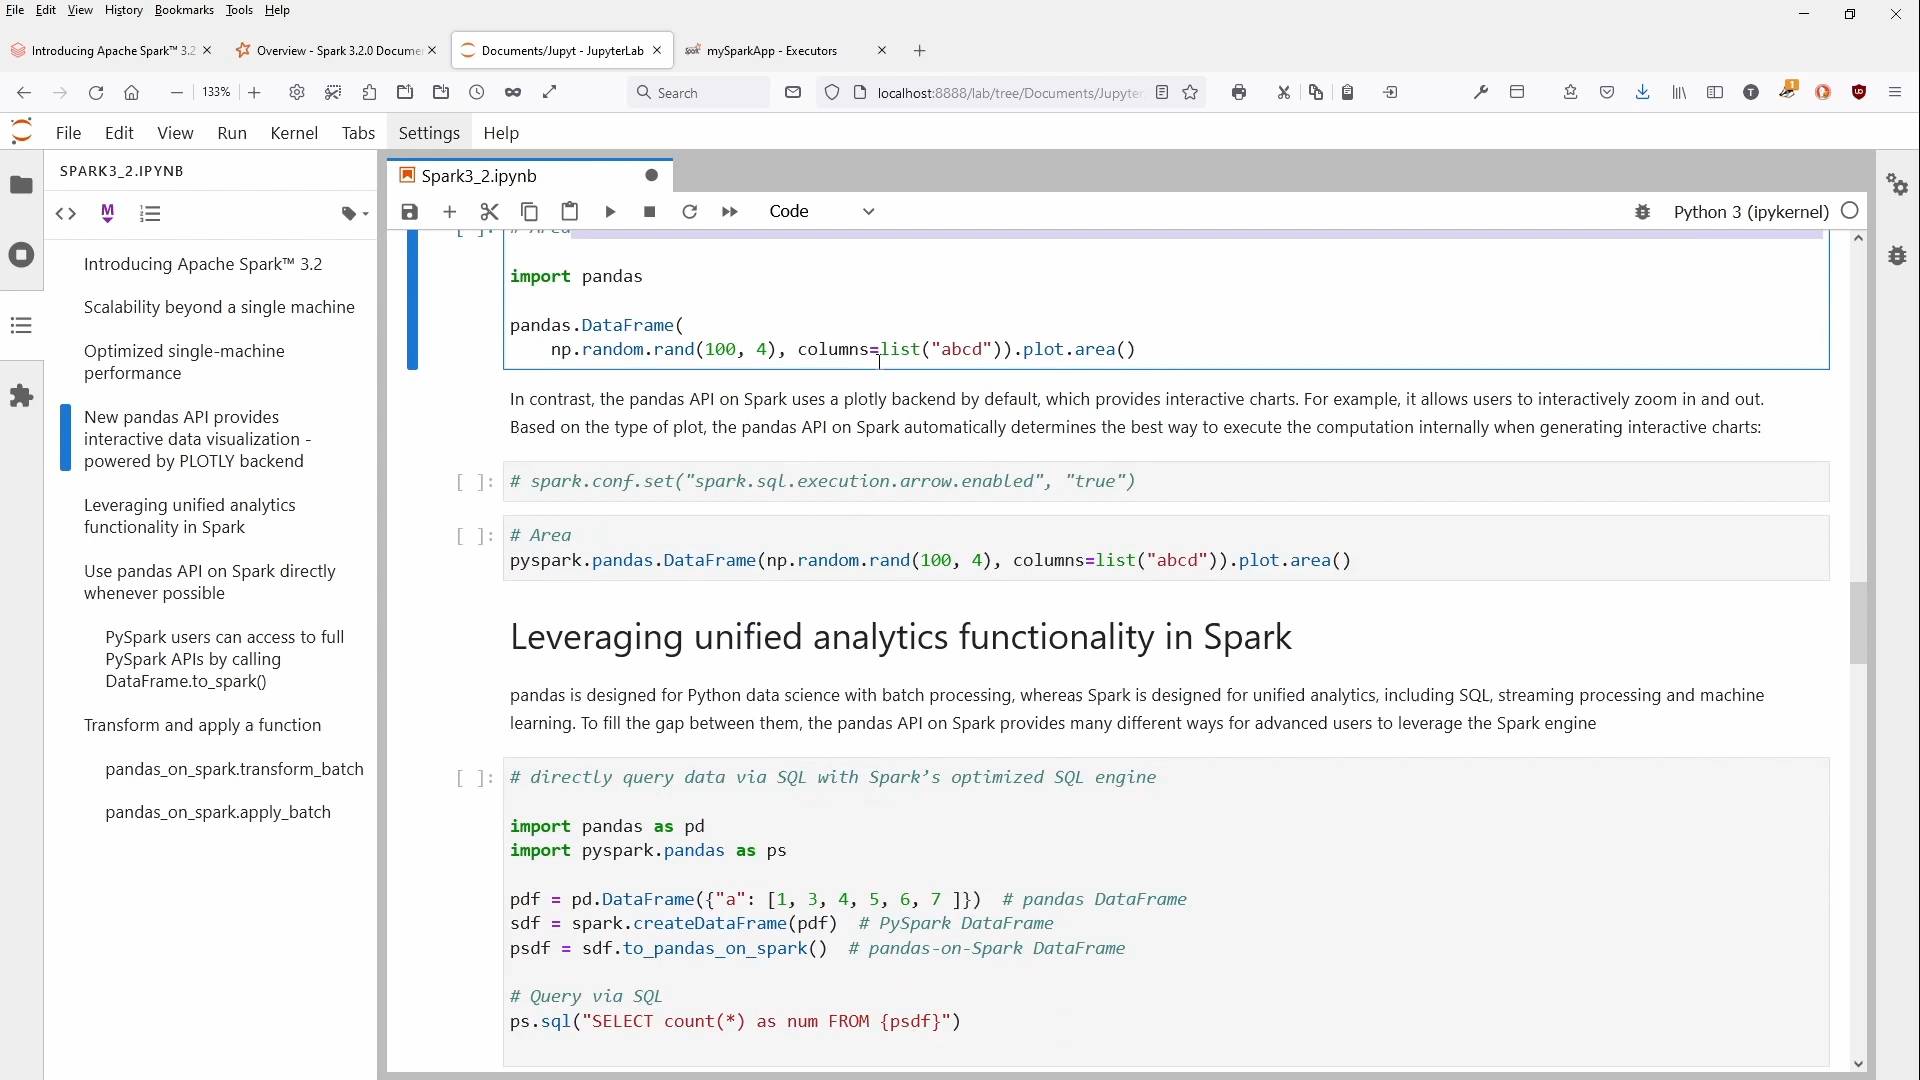 File Edit View History Bookmarks Tools Help
Introducing Apache Spark™ 3.2
Overview - Spark 3.2.0 Docume
Documents/Jupyt - JupyterLab
mySparkApp - Executors
133%
Search
localhost:8888/lab/tree/Documents/Jupyter
File Edit View Run Kernel Tabs Settings Help
SPARK3_2.IPYNB
Introducing Apache Spark™ 3.2
Scalability beyond a single machine
Optimized single-machine
performance
New pandas API provides
interactive data visualization -
powered by PLOTLY backend
Leveraging unified analytics
functionality in Spark
Use pandas API on Spark directly
whenever possible
PySpark users can access to full
PySpark APIs by calling
DataFrame.to_spark()
Transform and apply a function
pandas_on_spark.transform_batch
pandas_on_spark.apply_batch
Spark3_2.ipynb
Code
Python 3 (ipykernel)
[ ]: # Area
import pandas
pandas.DataFrame(
np.random.rand(100, 4), columns=list("abcd")).plot.area()
In contrast, the pandas API on Spark uses a plotly backend by default, which provides interactive charts. For example, it allows users to interactively zoom in and out.
Based on the type of plot, the pandas API on Spark automatically determines the best way to execute the computation internally when generating interactive charts:
[ ]: # spark.conf.set("spark.sql.execution.arrow.enabled", "true")
[ ]: # Area
pyspark.pandas.DataFrame(np.random.rand(100, 4), columns=list("abcd")).plot.area()
Leveraging unified analytics functionality in Spark
pandas is designed for Python data science with batch processing, whereas Spark is designed for unified analytics, including SQL, streaming processing and machine
learning. To fill the gap between them, the pandas API on Spark provides many different ways for advanced users to leverage the Spark engine
[ ]: # directly query data via SQL with Spark’s optimized SQL engine
import pandas as pd
import pyspark.pandas as ps
pdf = pd.DataFrame({"a": [1, 3, 4, 5, 6, 7 ]}) # pandas DataFrame
sdf = spark.createDataFrame(pdf) # PySpark DataFrame
psdf = sdf.to_pandas_on_spark() # pandas-on-Spark DataFrame
# Query via SQL
ps.sql("SELECT count(*) as num FROM {psdf}")